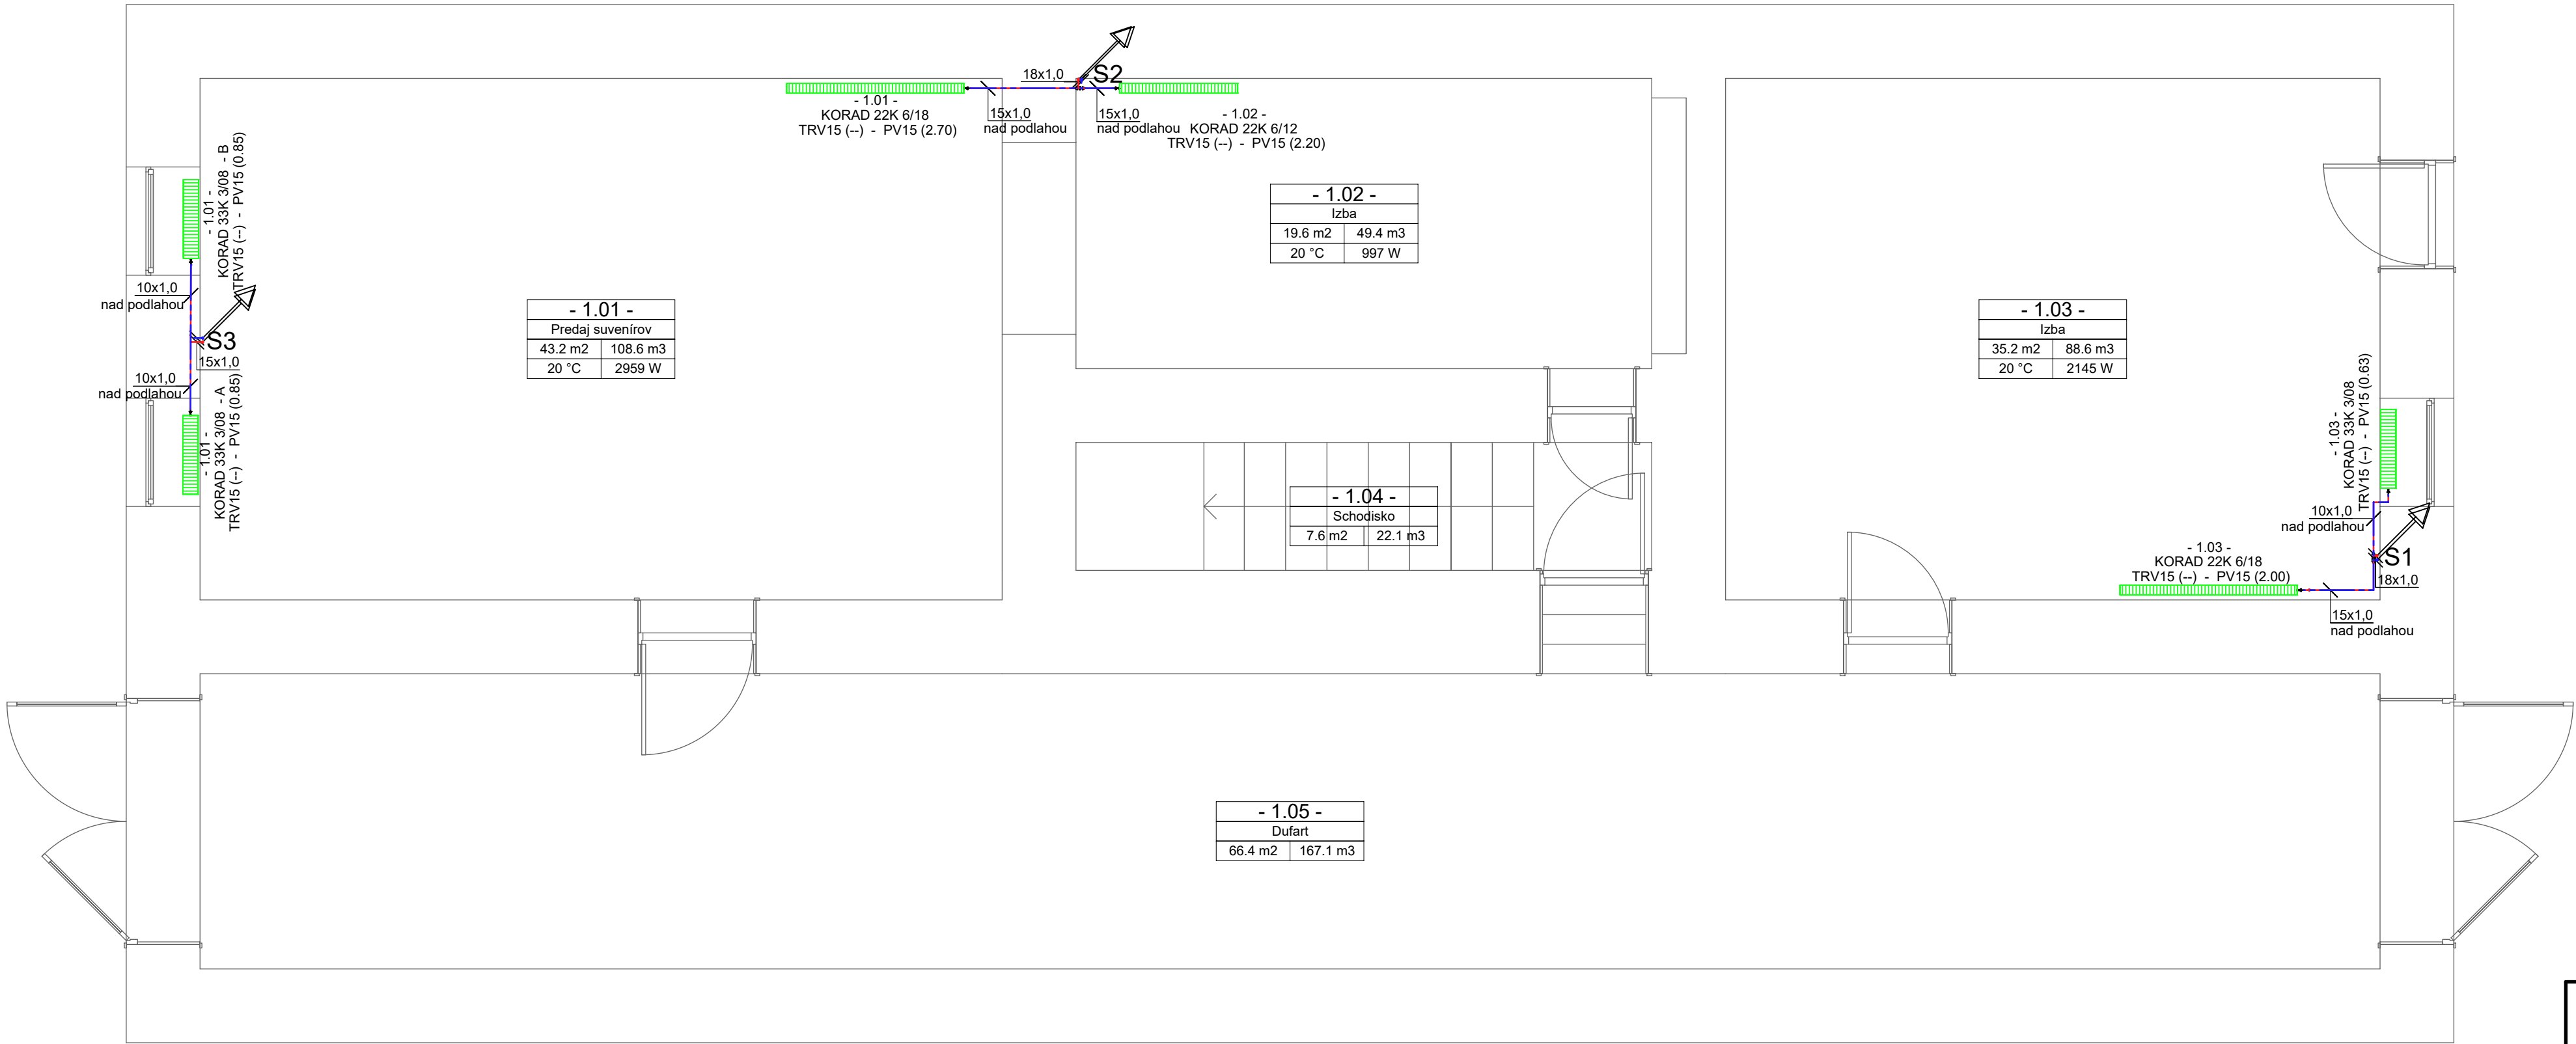 18x1,0
S2
- 1.01 -
KORAD 22K 6/18
TRV15 (--) - PV15 (2.70)
15x1,0
nad podlahou
15x1,0
nad podlahou
- 1.02 -
KORAD 22K 6/12
TRV15 (--) - PV15 (2.20)
- 1.01 -
KORAD 33K 3/08 - B
TRV15 (--) - PV15 (0.85)
- 1.02 -
Izba
19.6 m2 49.4 m3
20 °C 997 W
10x1,0
nad podlahou
S3
15x1,0
10x1,0
nad podlahou
- 1.01 -
KORAD 33K 3/08 - A
TRV15 (--) - PV15 (0.85)
- 1.01 -
Predaj suvenírov
43.2 m2 108.6 m3
20 °C 2959 W
- 1.03 -
Izba
35.2 m2 88.6 m3
20 °C 2145 W
- 1.03 -
KORAD 33K 3/08
TRV15 (--) - PV15 (0.63)
- 1.04 -
Schodisko
7.6 m2 22.1 m3
10x1,0
nad podlahou
- 1.03 -
KORAD 22K 6/18
TRV15 (--) - PV15 (2.00)
S1
18x1,0
15x1,0
nad podlahou
- 1.05 -
Dufart
66.4 m2 167.1 m3